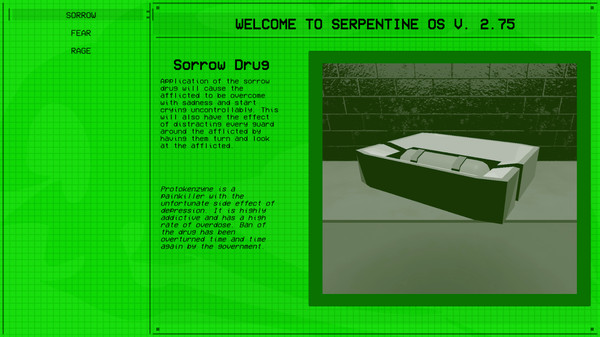 SORROW
FEAR
RAGE
WELCOME TO SERPENTINE OS V. 2.75
Sorrow Drug
Application of the sorrow
drug will cause the
afflicted to be overcome
with sadness and start
crying uncontrollably. This
will also have the effect
of distracting every guard
around the afflicted by
having them turn and look
at the afflicted.
Protokenzyne is a
painkiller with the
unfortunate side effect of
depression. It is highly
addictive and has a high
rate of overdose. Ban of
the drug has been
overturned time and time
again by the government.